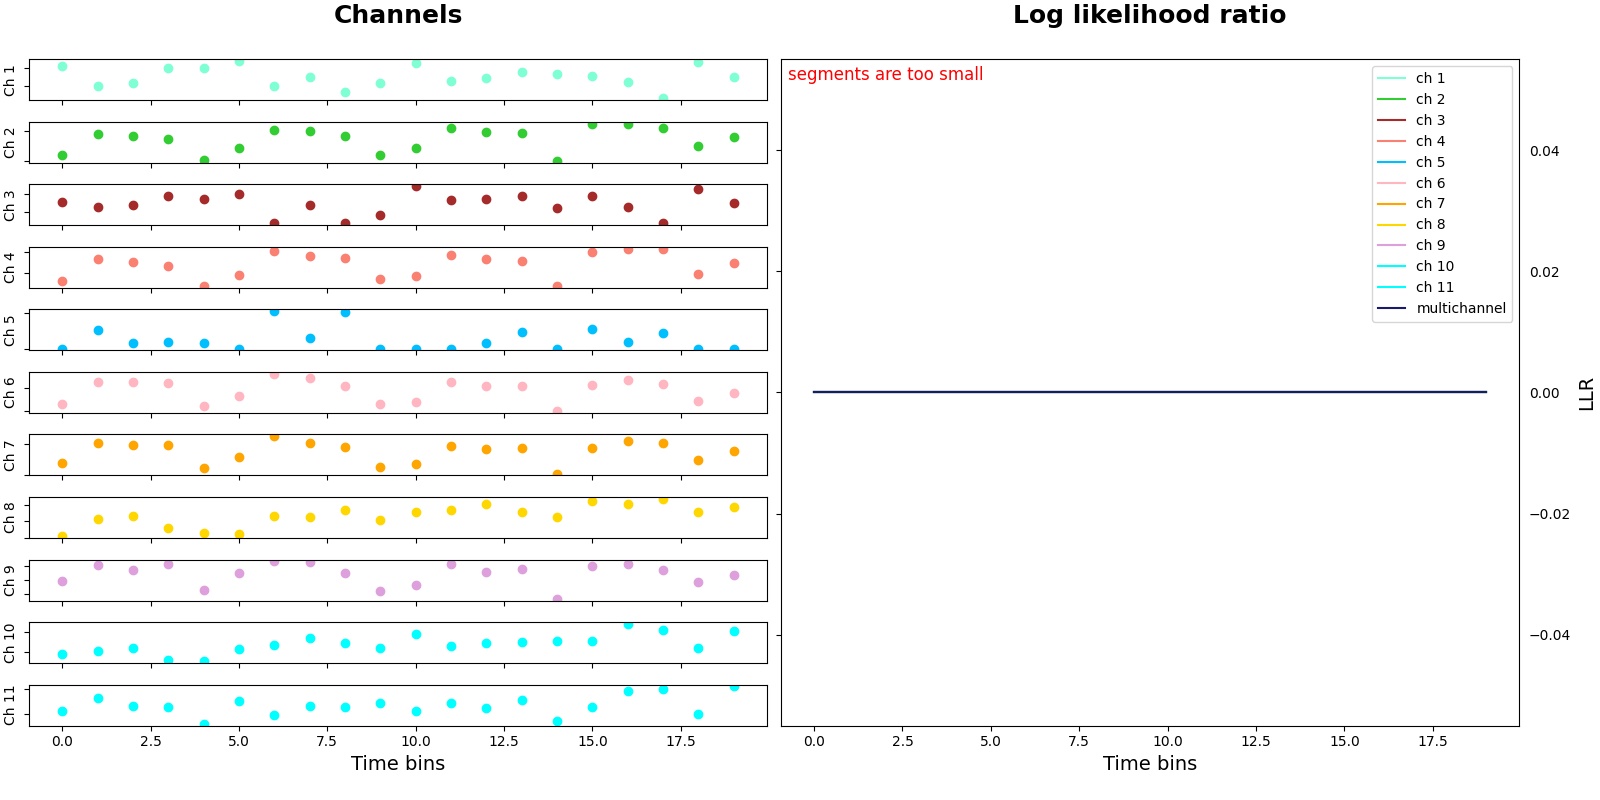 Channels
Log likelihood ratio
Ch 1
Ch 2
Ch 3
Ch 4
Ch 5
Ch 6
Ch 7
Ch 8
Ch 9
Ch 10
Ch 11
0.0 2.5 5.0 7.5 10.0 12.5 15.0 17.5
Time bins
segments are too small
ch 1
ch 2
ch 3
ch 4
ch 5
ch 6
ch 7
ch 8
ch 9
ch 10
ch 11
multichannel
0.04
0.02
0.00
−0.02
−0.04
LLR
0.0 2.5 5.0 7.5 10.0 12.5 15.0 17.5
Time bins